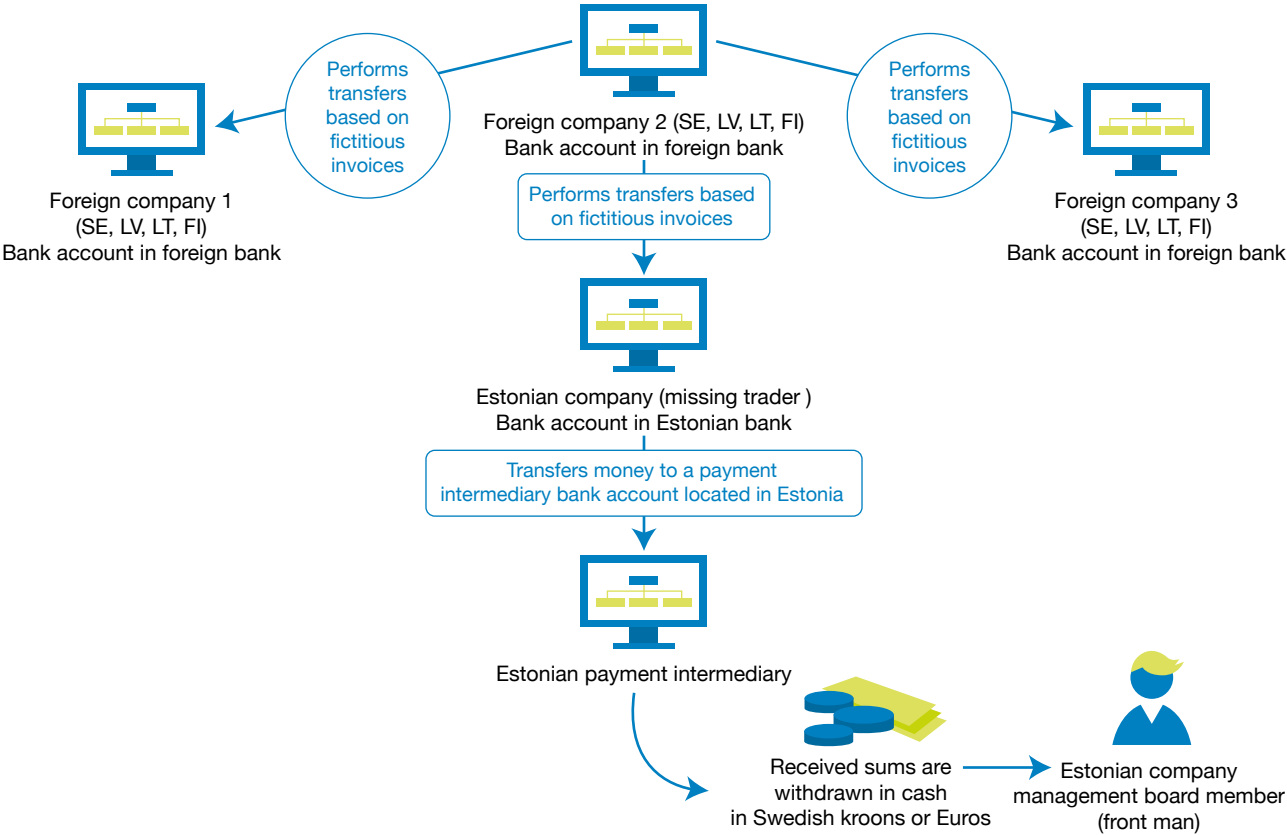 Performs
transfers
based on
fictitious
invoices
Performs
transfers
based on
fictitious
invoices
Foreign company 2 (SE, LV, LT, FI)
Bank account in foreign bank
Performs transfers based
on fictitious invoices
Foreign company 1
(SE, LV, LT, FI)
Bank account in foreign bank
Foreign company 3
(SE, LV, LT, FI)
Bank account in foreign bank
Estonian company (missing trader )
Bank account in Estonian bank
Transfers money to a payment
intermediary bank account located in Estonia
Estonian payment intermediary
Received sums are
withdrawn in cash
in Swedish kroons or Euros
Estonian company
management board member
(front man)